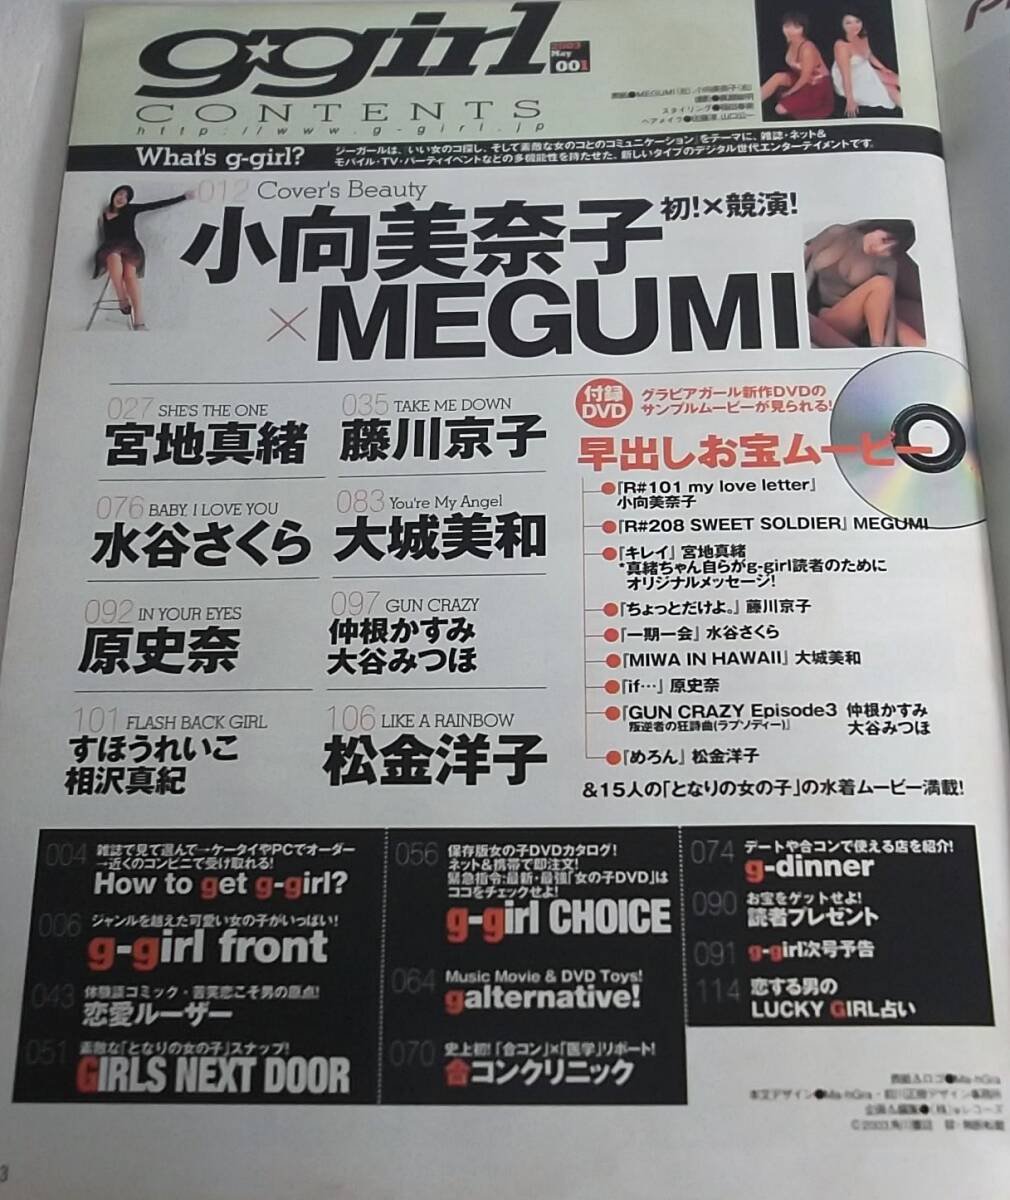 g★girl
2003
May
001
CONTENTS
http://www.g-girl.jp
表紙●MEGUMI(右)、小向美奈子(左)
What's g-girl?
ジーガールは、いい女のコ探し、そして素敵な女のコとのコミュニケーション」をテーマに、雑誌・ネット&
モバイル・TV・パーティイベントなどの多機能性を持たせた、新しいタイプのデジタル世代エンターテイメントです。
012 Cover's Beauty
小向美奈子
初!×競演!
×MEGUMI
027 SHE'S THE ONE
宮地真緒
035 TAKE ME DOWN
藤川京子
076 BABY, I LOVE YOU
水谷さくら
083 You're My Angel
大城美和
092 IN YOUR EYES
原史奈
097 GUN CRAZY
仲根かすみ
大谷みつほ
101 FLASH BACK GIRL
すほうれいこ
相沢真紀
106 LIKE A RAINBOW
松金洋子
付録
DVD
グラビアガール新作DVDの
サンプルムービーが見られる!
早出しお宝ムービー
●『R#101 my love letter』
小向美奈子
●『R#208 SWEET SOLDIER』 MEGUMI
●『キレイ』 宮地真緒
*真緒ちゃん自らがg-girl読者のために
オリジナルメッセージ!
●『ちょっとだけよ。』 藤川京子
●『一期一会』 水谷さくら
●『MIWA IN HAWAII』 大城美和
●『if…』 原史奈
●『GUN CRAZY Episode3 仲根かすみ
叛逆者の狂詩曲(ラプソディー)』 大谷みつほ
●『めろん』 松金洋子
&15人の「となりの女の子」の水着ムービー満載!
004 雑誌で見て選んで→ケータイやPCでオーダー
→近くのコンビニで受け取れる!
How to get g-girl?
006 ジャンルを越えた可愛い女の子がいっぱい!
g-girl front
043 体験談コミック・苦笑恋こそ男の原点!
恋愛ルーザー
051 素敵な「となりの女の子」スナップ!
GIRLS NEXT DOOR
056 保存版女の子DVDカタログ!
ネット&携帯で即注文!
緊急指令:最新・最強「女の子DVD」は
ココをチェックせよ!
g-girl CHOICE
064 Music Movie & DVD Toys!
galternative!
070 史上初!「合コン」×「医学」リポート!
合コンクリニック
074 デートや合コンで使える店を紹介!
g-dinner
090 お宝をゲットせよ!
読者プレゼント
091 g-girl次号予告
114 恋する男の
LUCKY GIRL占い
表紙&ロゴ●Ma-hGra
3